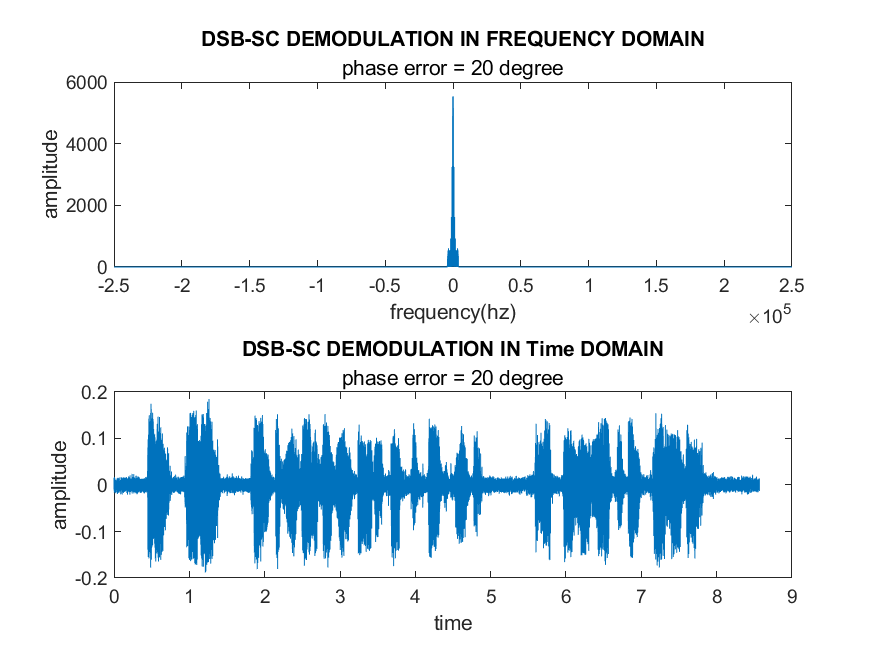 DSB-SC DEMODULATION IN FREQUENCY DOMAIN
phase error = 20 degree
6000
4000
2000
0
amplitude
-2.5 -2 -1.5 -1 -0.5 0 0.5 1 1.5 2 2.5
frequency(hz)
×10⁵
DSB-SC DEMODULATION IN Time DOMAIN
phase error = 20 degree
0.2
0.1
0
-0.1
-0.2
amplitude
0 1 2 3 4 5 6 7 8 9
time